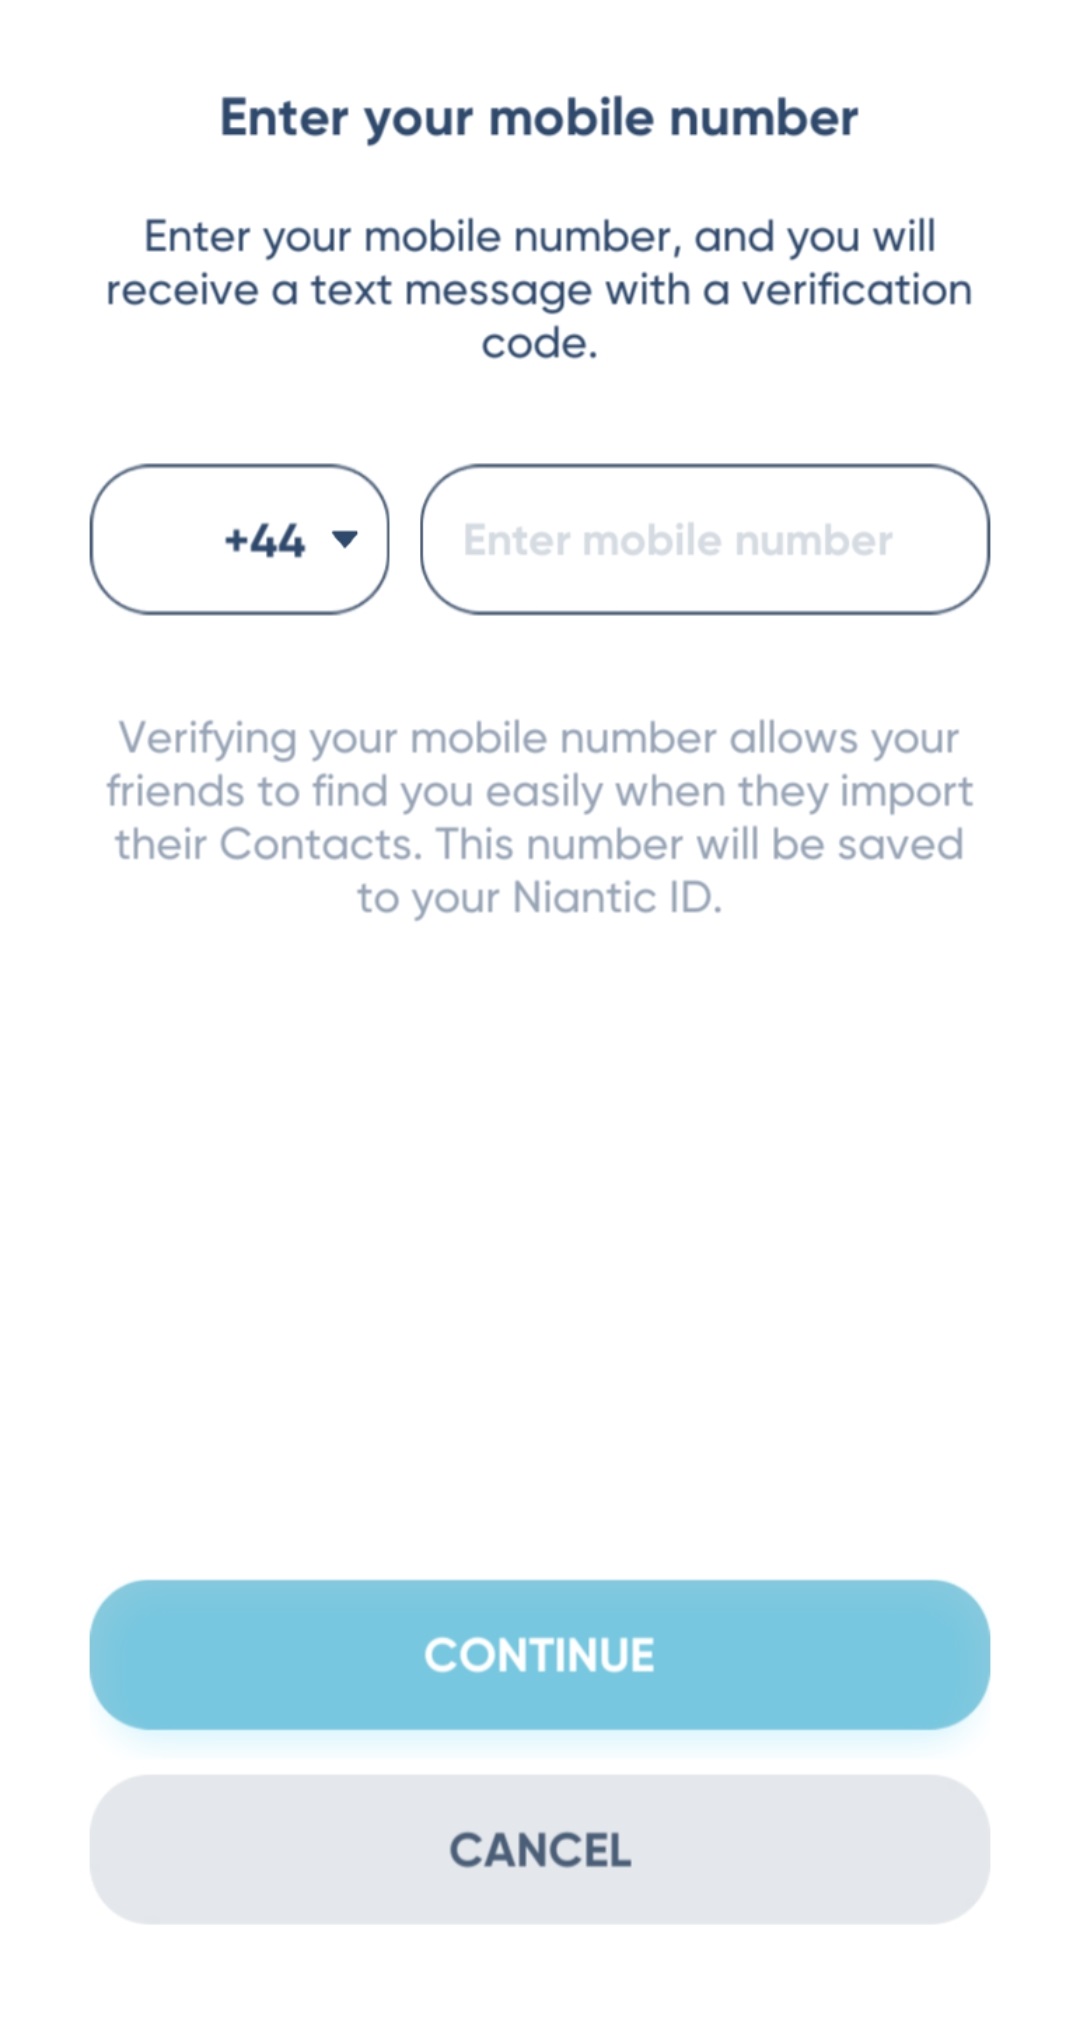 Enter your mobile number
Enter your mobile number, and you will
receive a text message with a verification
code.
+44
Enter mobile number
Verifying your mobile number allows your
friends to find you easily when they import
their Contacts. This number will be saved
to your Niantic ID.
CONTINUE
CANCEL